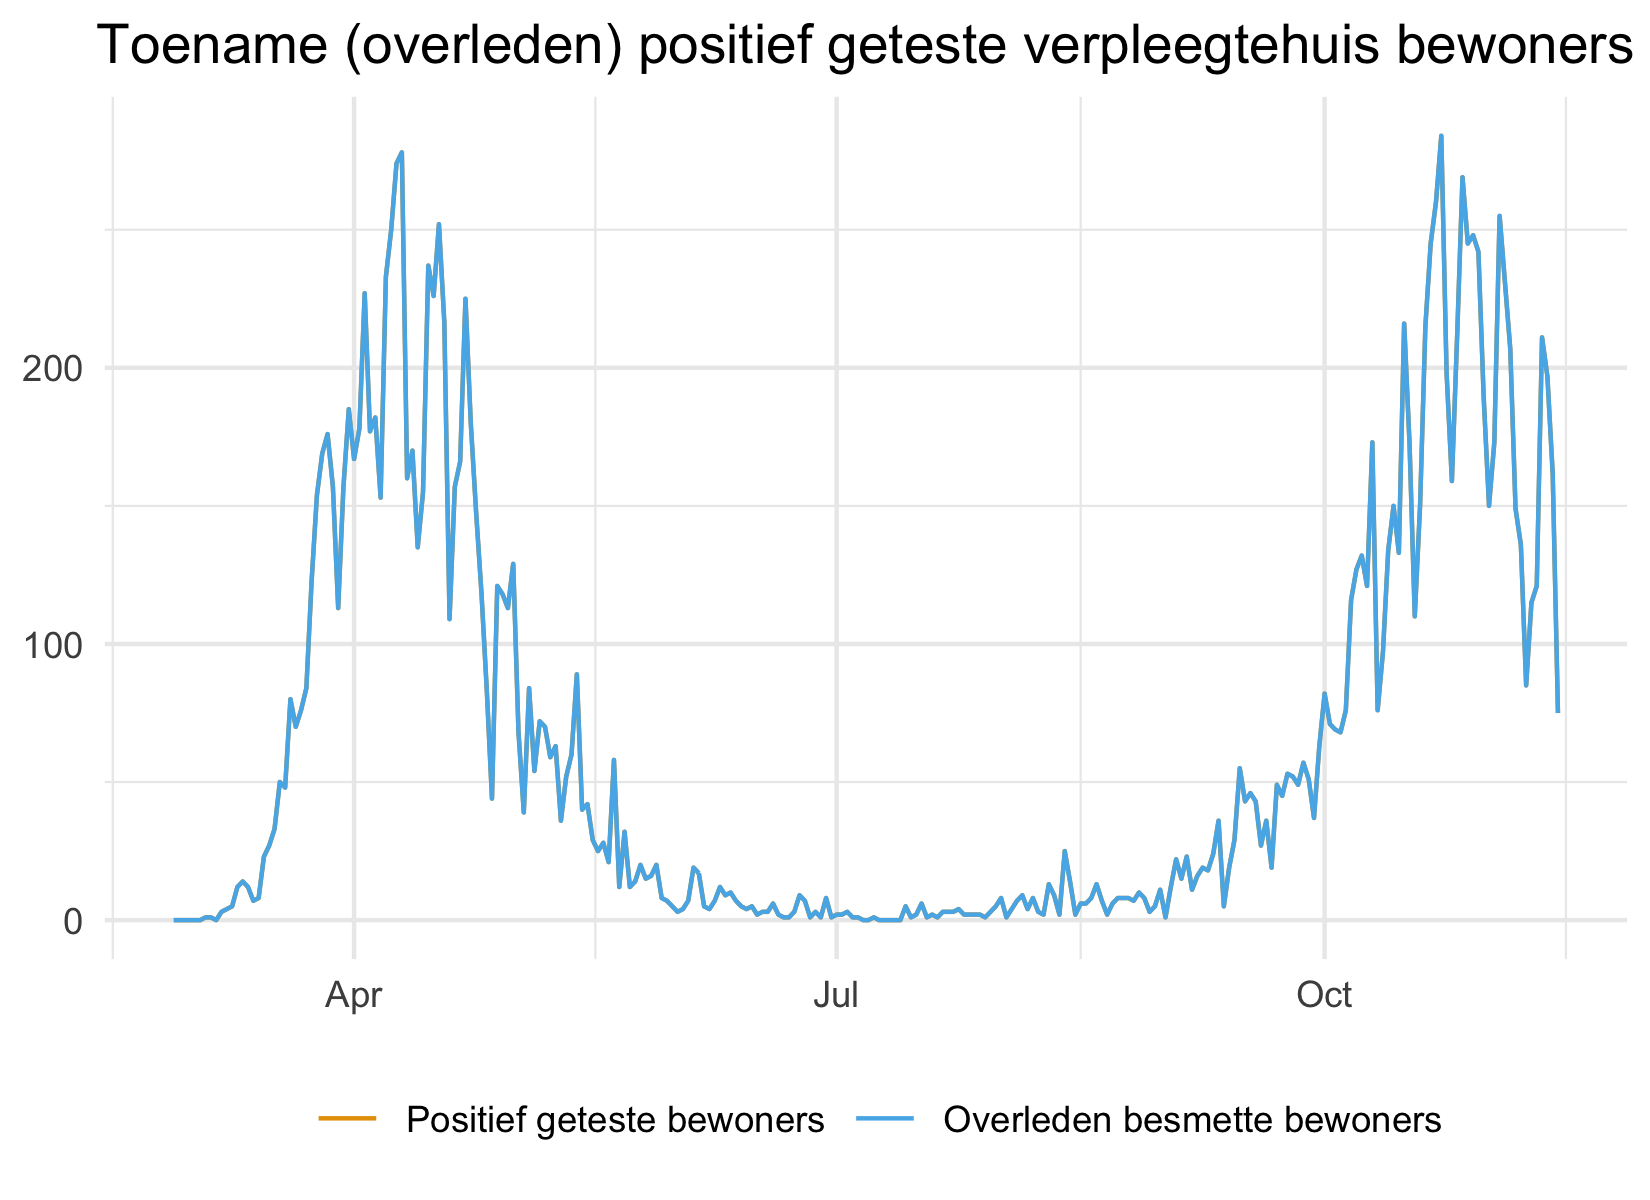 Toename (overleden) positief geteste verpleegtehuis bewoners
200
100
0
Apr Jul Oct
Positief geteste bewoners Overleden besmette bewoners